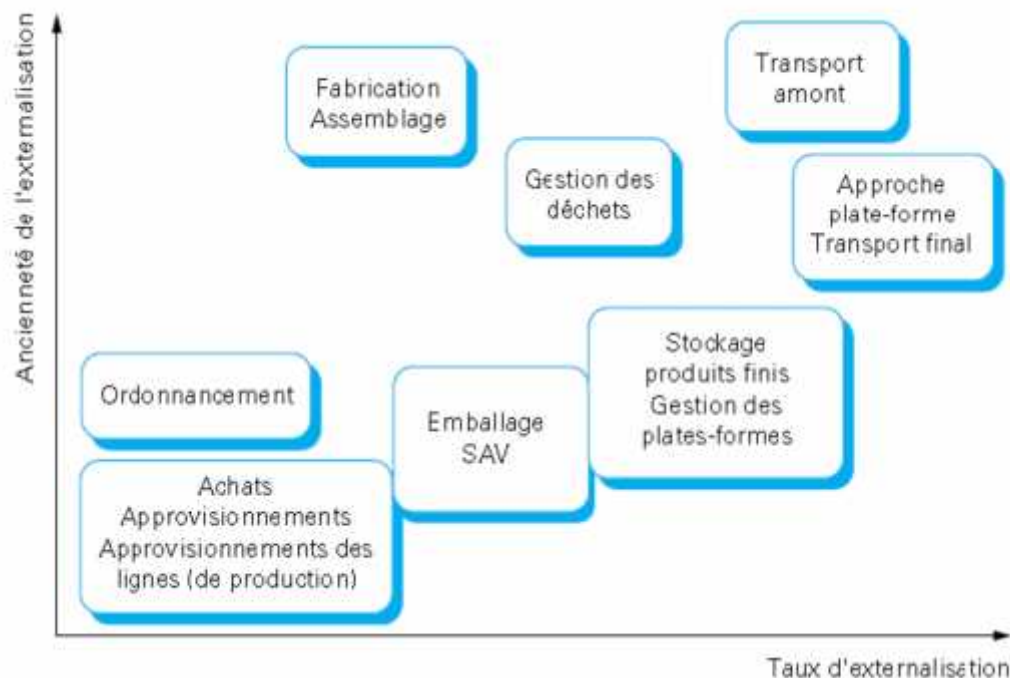 Ancienneté de l'externalisation
Fabrication
Assemblage
Transport
amont
Gestion des
déchets
Approche
plate-forme
Transport final
Ordonnancement
Emballage
SAV
Stockage
produits finis
Gestion des
plates-formes
Achats
Approvisionnements
Approvisionnements des
lignes (de production)
Taux d'externalisation